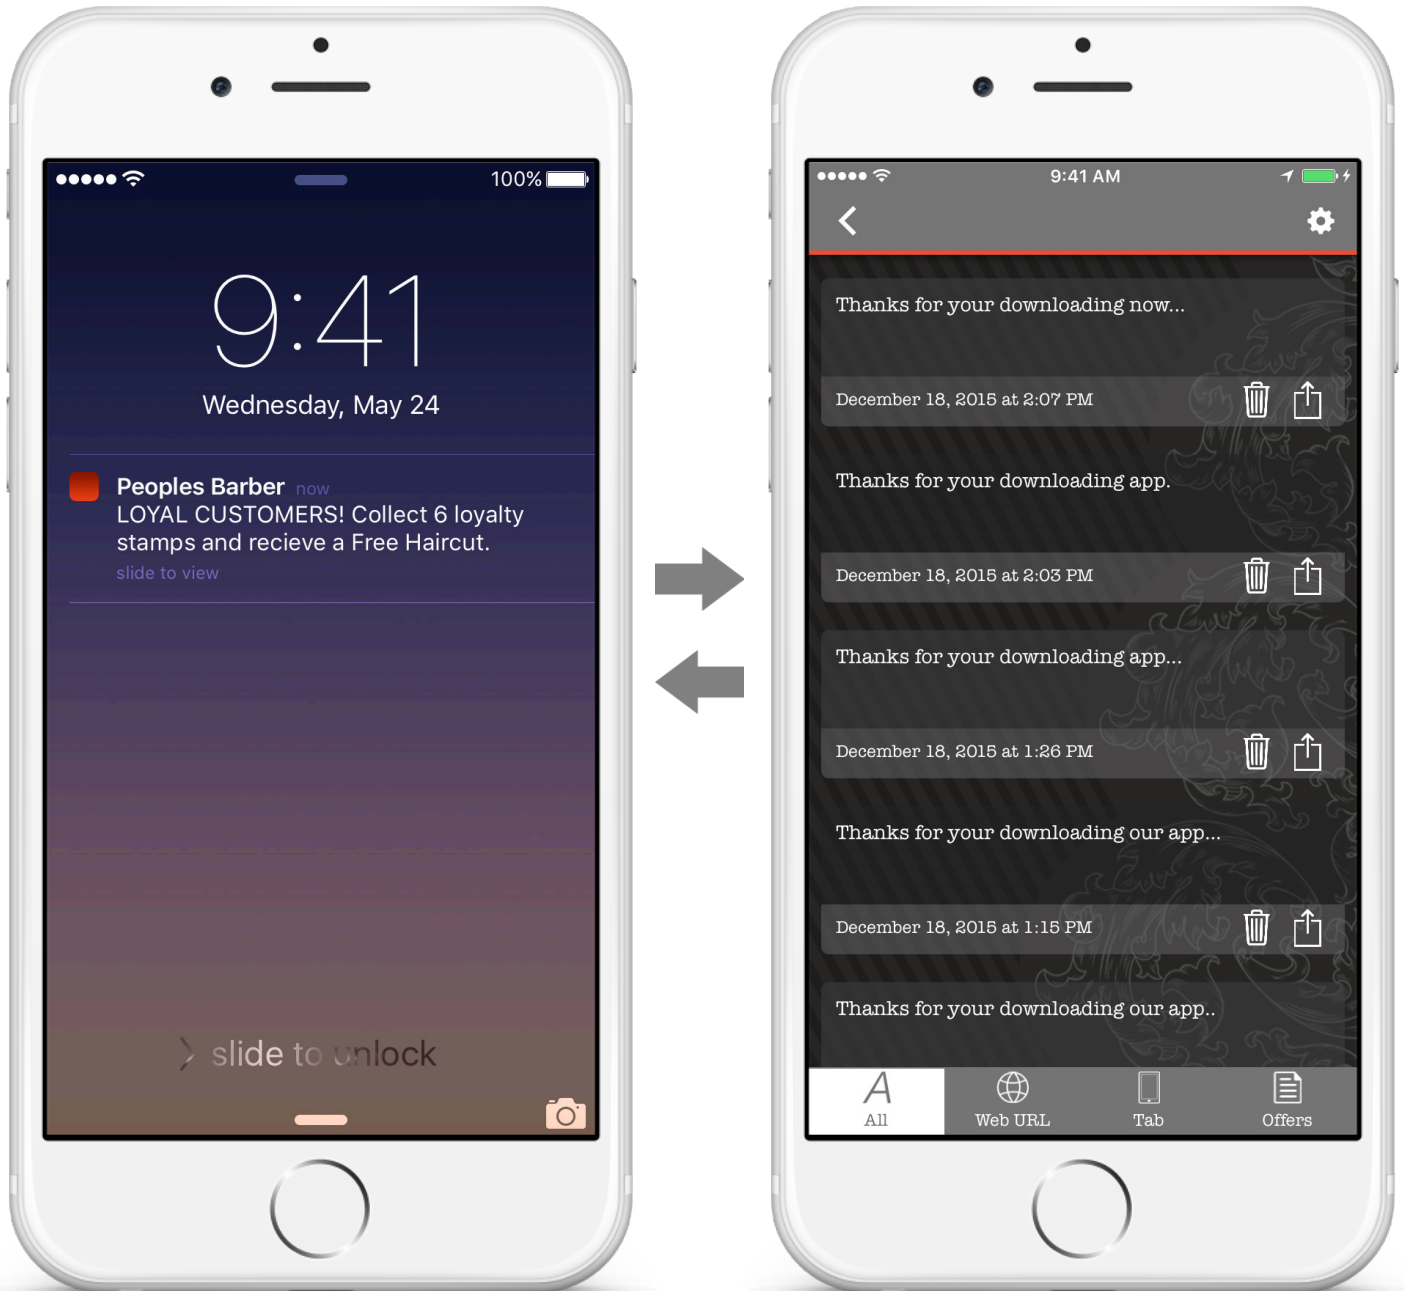 100%
9:41
Wednesday, May 24
Peoples Barber now
LOYAL CUSTOMERS! Collect 6 loyalty
stamps and recieve a Free Haircut.
slide to view
slide to unlock
9:41 AM
Thanks for your downloading now...
December 18, 2015 at 2:07 PM
Thanks for your downloading app.
December 18, 2015 at 2:03 PM
Thanks for your downloading app...
December 18, 2015 at 1:26 PM
Thanks for your downloading our app...
December 18, 2015 at 1:15 PM
Thanks for your downloading our app..
A
All
Web URL
Tab
Offers